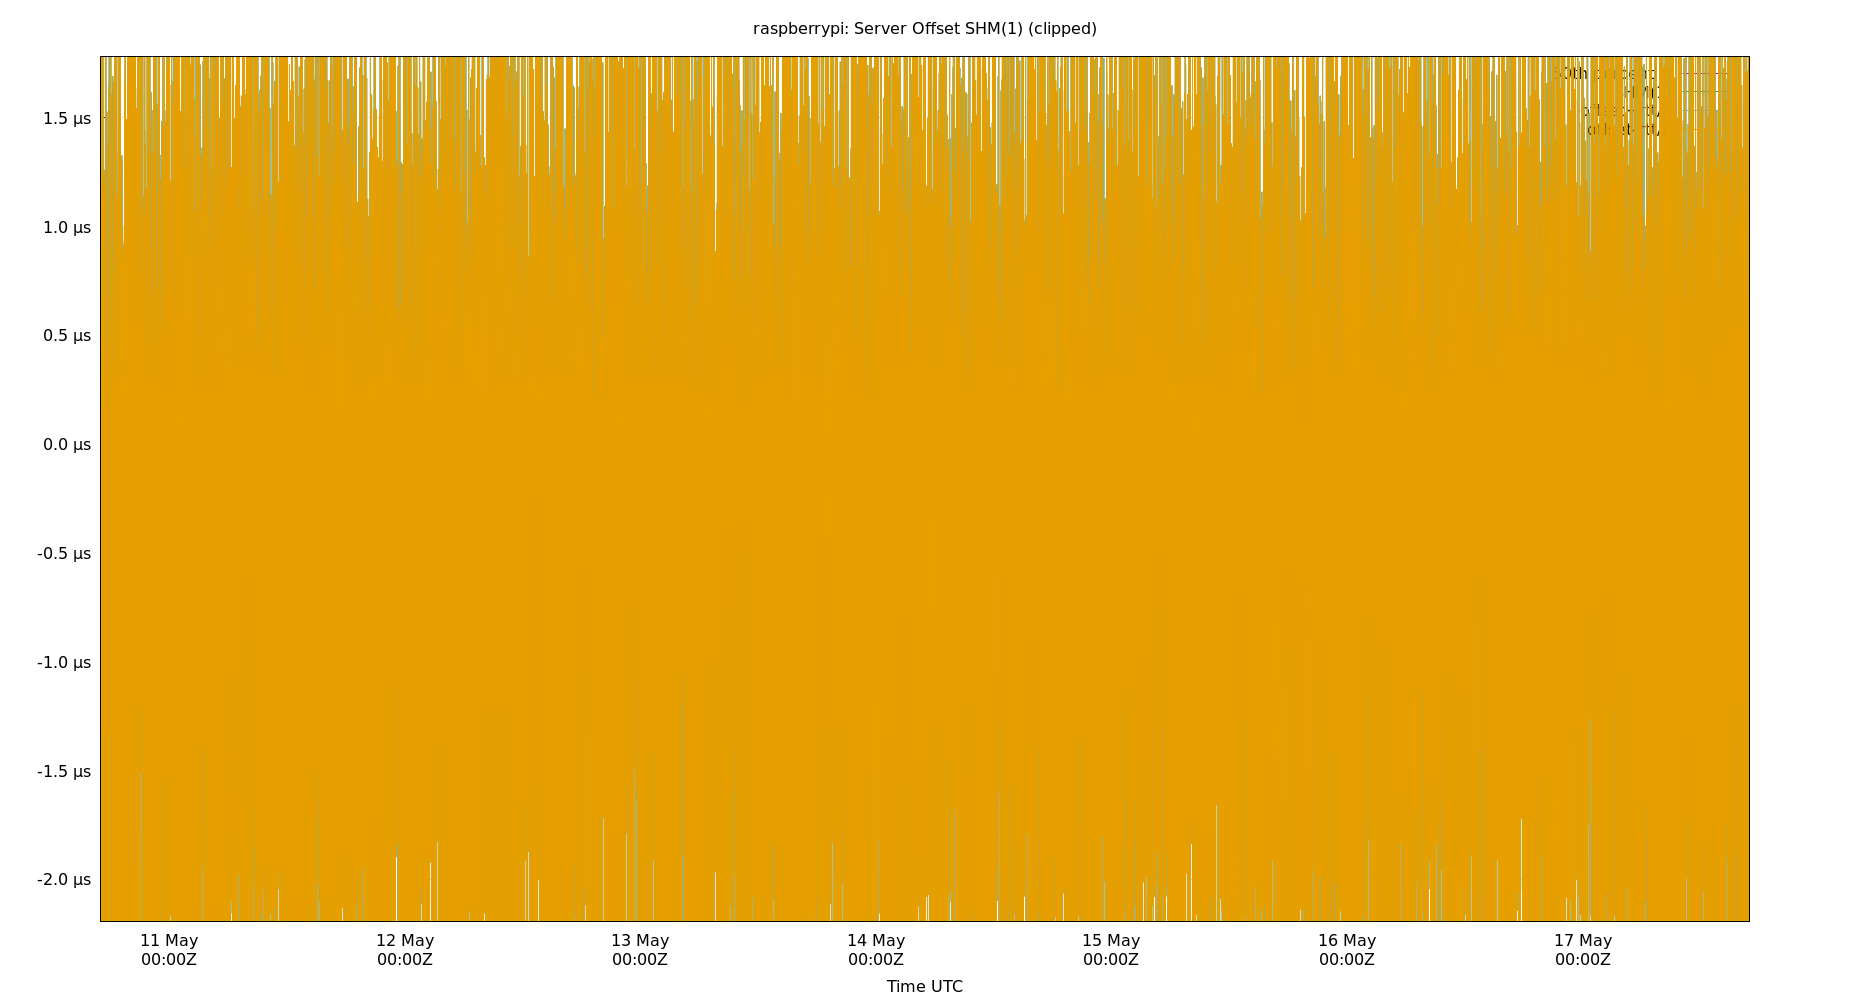 raspberrypi: Server Offset SHM(1) (clipped)
1.5 µs
1.0 µs
0.5 µs
0.0 µs
-0.5 µs
-1.0 µs
-1.5 µs
-2.0 µs
11 May 12 May 13 May 14 May 15 May 16 May 17 May
00:00Z 00:00Z 00:00Z 00:00Z 00:00Z 00:00Z 00:00Z
Time UTC